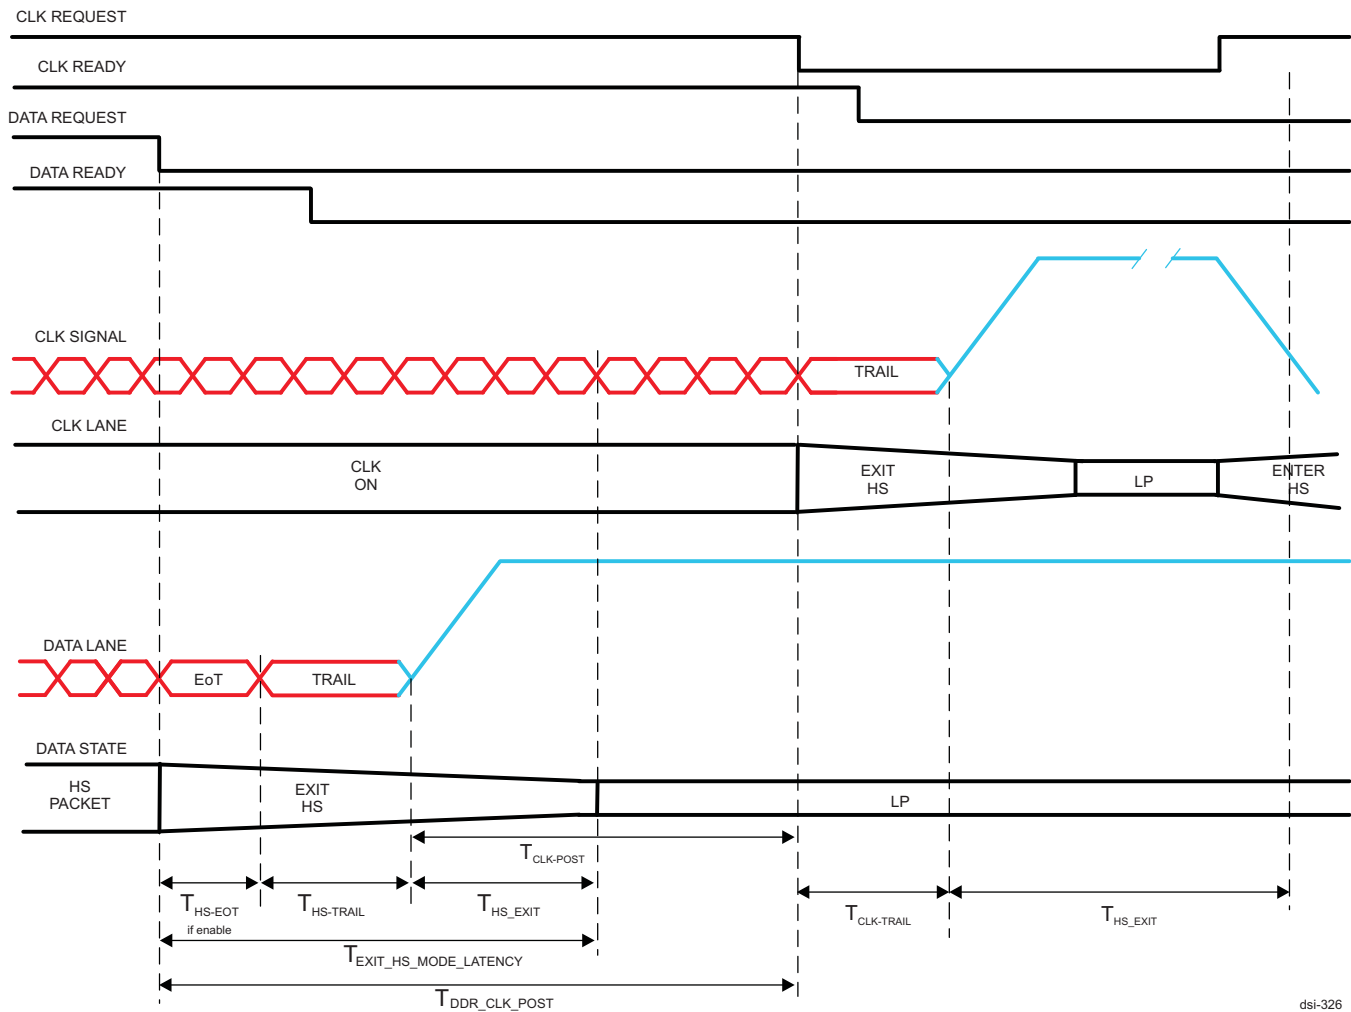 CLK REQUEST
CLK READY
DATA REQUEST
DATA READY
CLK SIGNAL
TRAIL
CLK LANE
CLK
ON
EXIT
HS
LP
ENTER
HS
DATA LANE
EoT
TRAIL
DATA STATE
HS
PACKET
EXIT
HS
LP
TCLK-POST
THS-EOT
if enable
THS-TRAIL
THS_EXIT
TCLK-TRAIL
THS_EXIT
TEXIT_HS_MODE_LATENCY
TDDR_CLK_POST
dsi-326